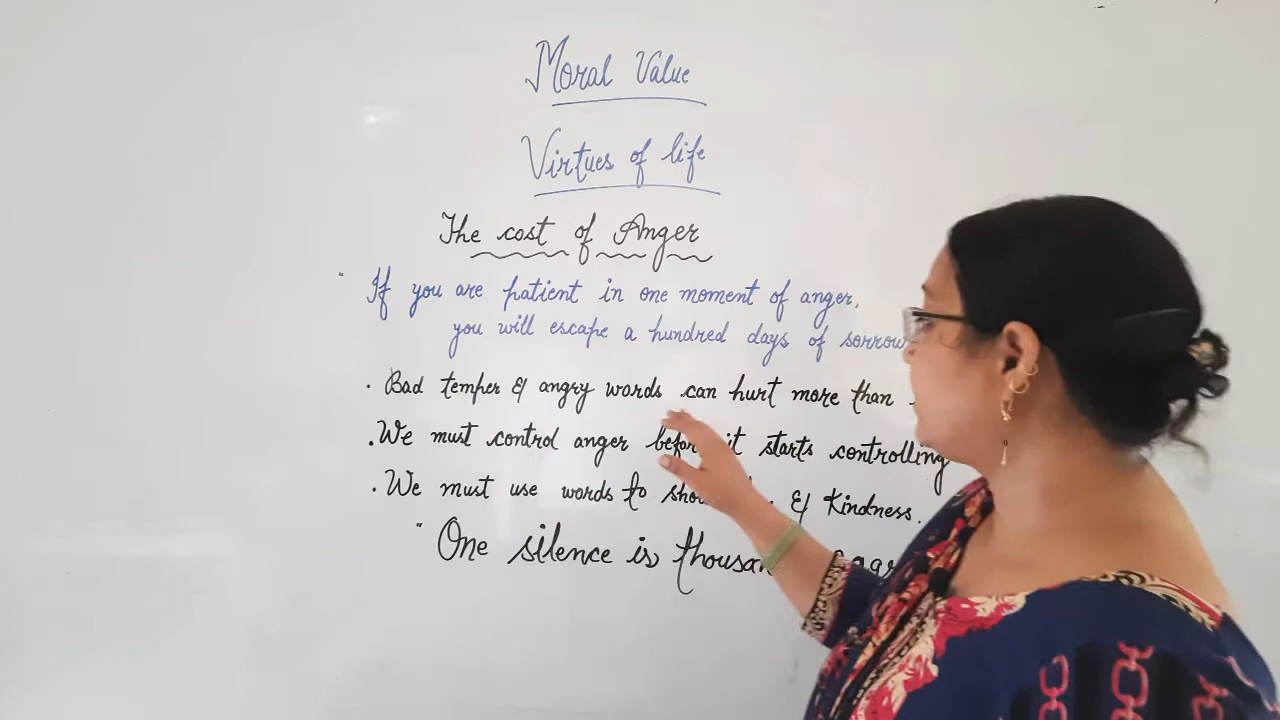 Moral Value
Virtues of life
The cost of Anger
" If you are patient in one moment of anger,
you will escape a hundred days of sorrow
. Bad temper & angry words can hurt more than
. We must control anger before it starts controlling
. We must use words to & Kindness.
" One silence is